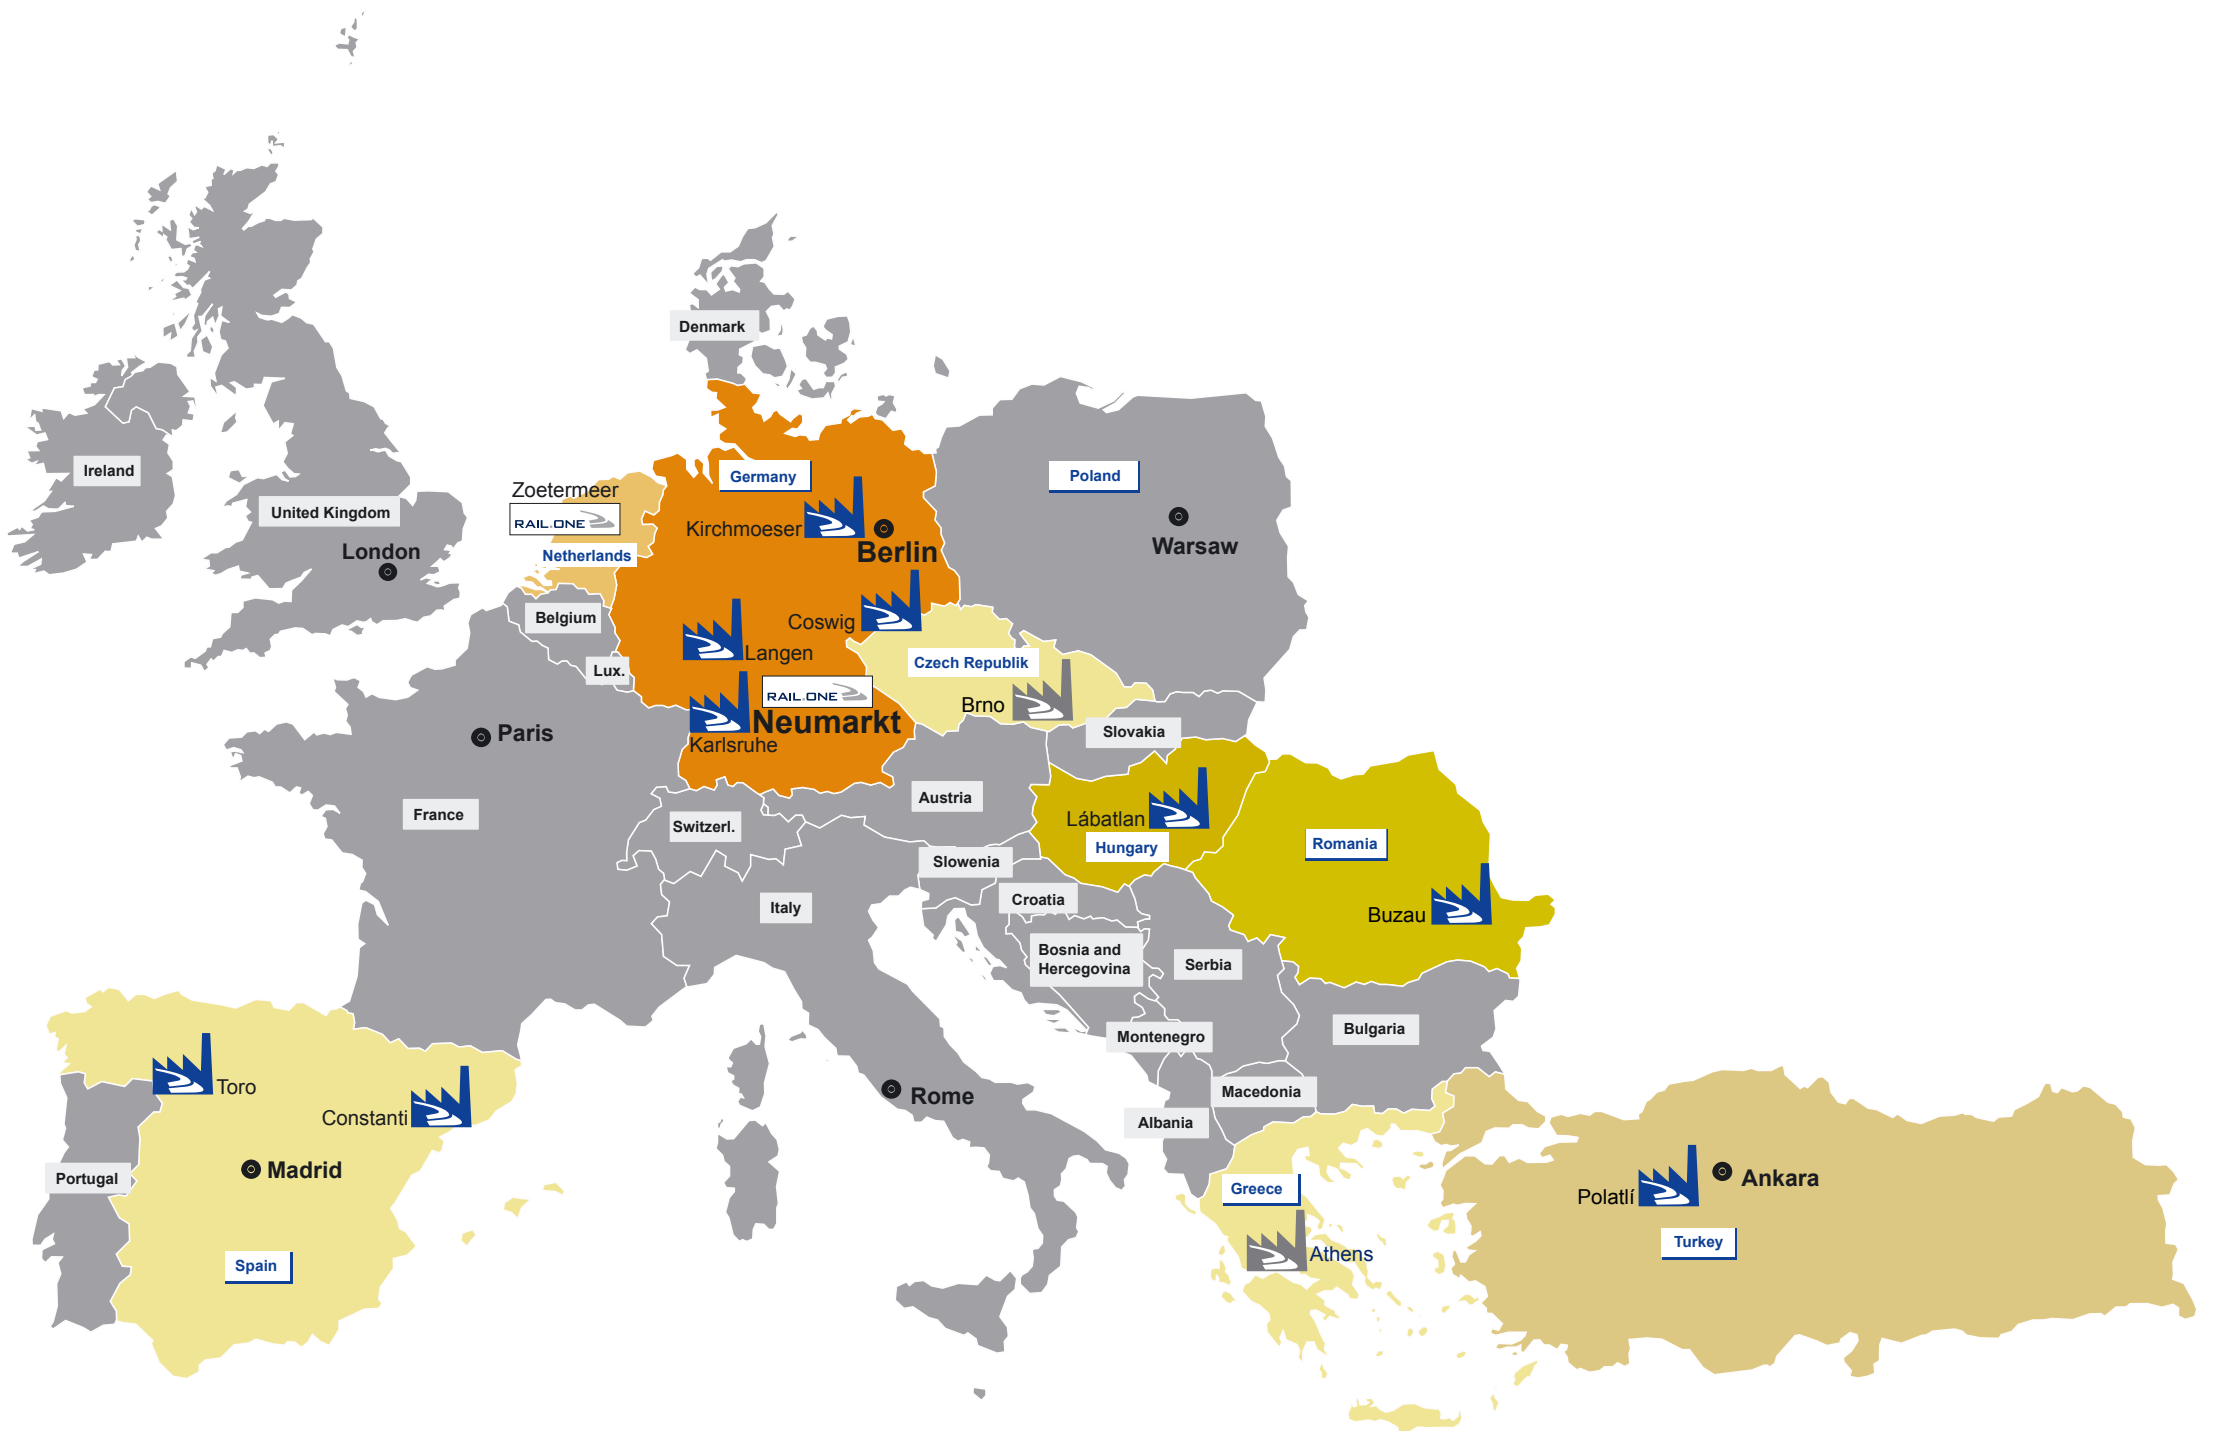 Denmark
Ireland
Germany
Poland
Zoetermeer
United Kingdom
RAIL.ONE
Kirchmoeser
London
Netherlands
Berlin
Warsaw
Belgium
Coswig
Langen
Lux.
Czech Republik
RAIL.ONE
Brno
Neumarkt
Paris
Karlsruhe
Slovakia
Austria
France
Switzerl.
Lábatlan
Hungary
Romania
Slowenia
Croatia
Italy
Buzau
Bosnia and
Hercegovina
Serbia
Montenegro
Bulgaria
Toro
Constanti
Rome
Macedonia
Albania
Madrid
Portugal
Greece
Ankara
Polatlí
Athens
Turkey
Spain